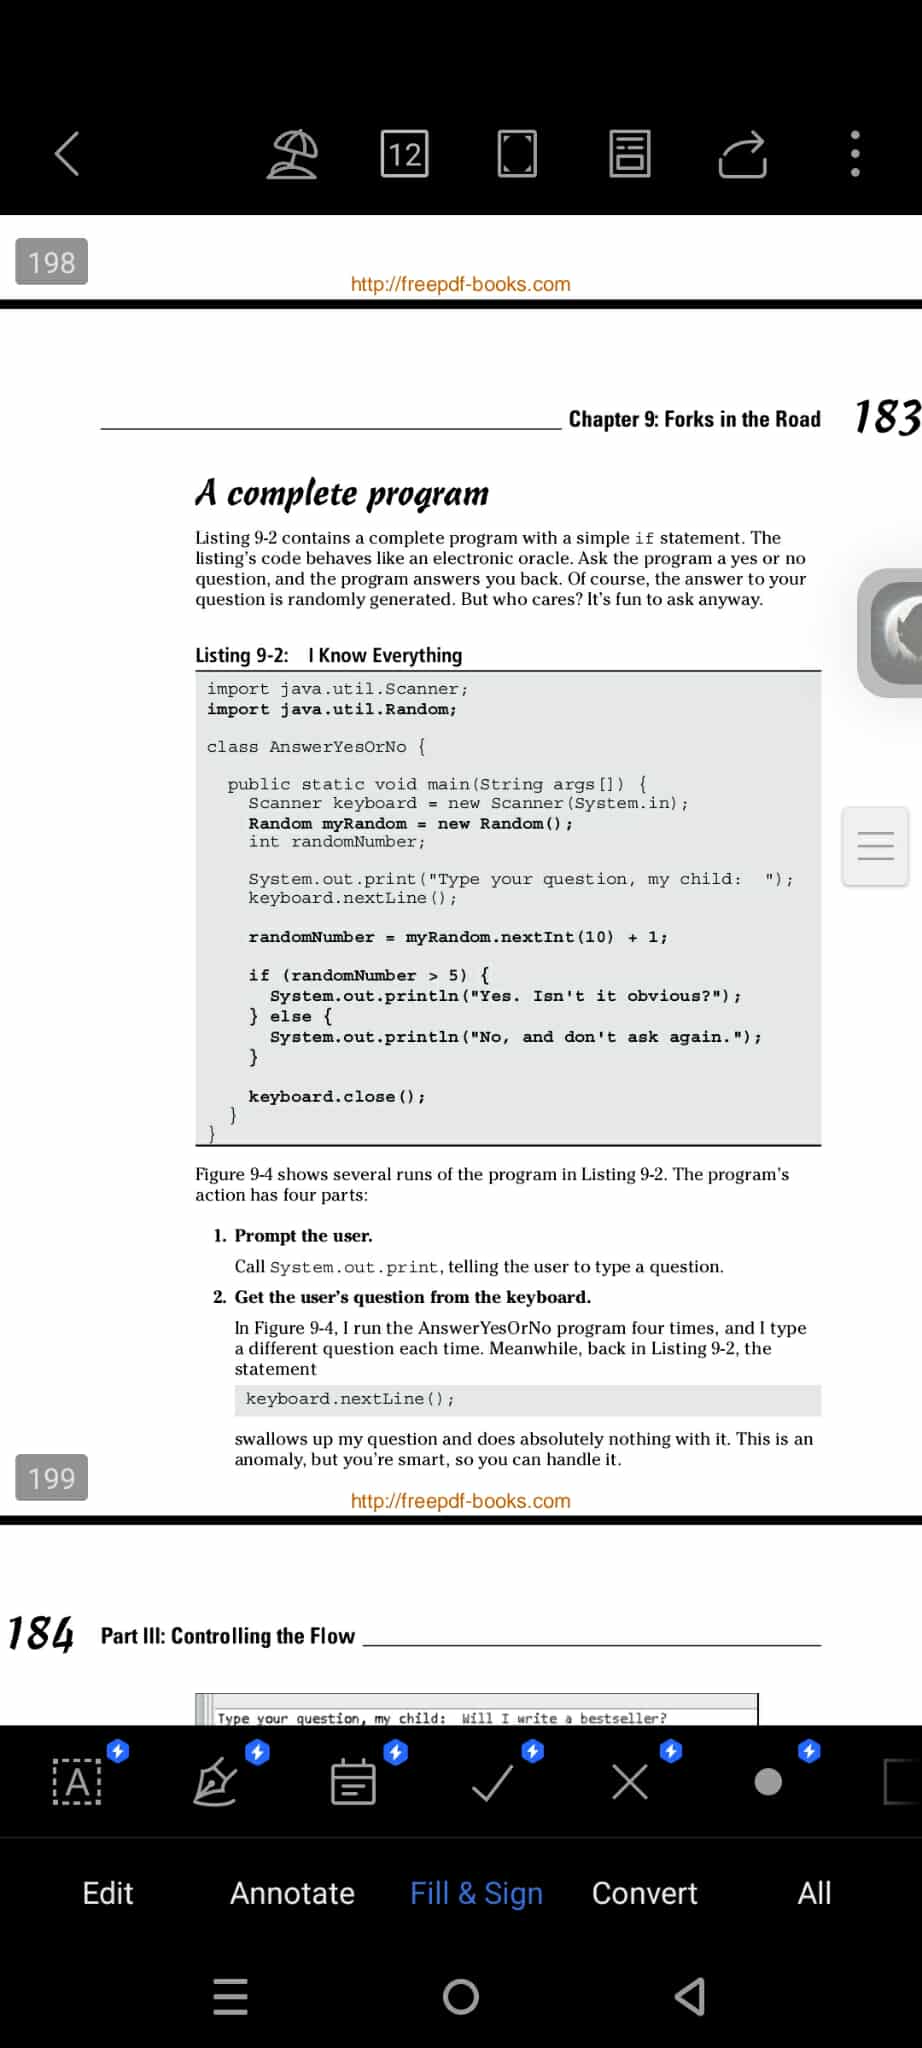 12
198
http://freepdf-books.com
Chapter 9: Forks in the Road 183
A complete program
Listing 9-2 contains a complete program with a simple if statement. The
listing's code behaves like an electronic oracle. Ask the program a yes or no
question, and the program answers you back. Of course, the answer to your
question is randomly generated. But who cares? It's fun to ask anyway.
Listing 9-2: I Know Everything
import java.util.Scanner;
import java.util.Random;
class AnswerYesOrNo {
public static void main(String args[]) {
Scanner keyboard = new Scanner(System.in);
Random myRandom = new Random();
int randomNumber;
System.out.print("Type your question, my child:  ");
keyboard.nextLine();
randomNumber = myRandom.nextInt(10) + 1;
if (randomNumber > 5) {
System.out.println("Yes. Isn't it obvious?");
} else {
System.out.println("No, and don't ask again.");
}
keyboard.close();
}
}
Figure 9-4 shows several runs of the program in Listing 9-2. The program's
action has four parts:
1. Prompt the user.
Call System.out.print, telling the user to type a question.
2. Get the user's question from the keyboard.
In Figure 9-4, I run the AnswerYesOrNo program four times, and I type
a different question each time. Meanwhile, back in Listing 9-2, the
statement
keyboard.nextLine();
swallows up my question and does absolutely nothing with it. This is an
anomaly, but you're smart, so you can handle it.
199
http://freepdf-books.com
184 Part III: Controlling the Flow
Type your question, my child: Will I write a bestseller?
A
Edit Annotate Fill & Sign Convert All